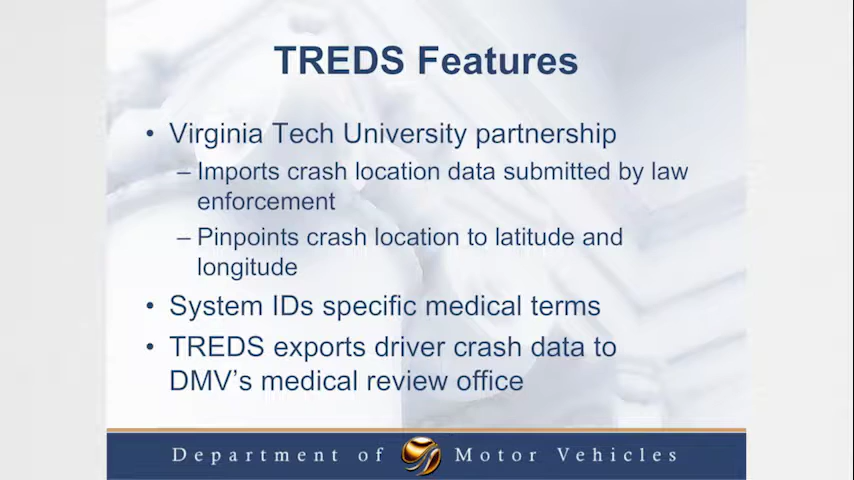 TREDS Features
• Virginia Tech University partnership
– Imports crash location data submitted by law
enforcement
– Pinpoints crash location to latitude and
longitude
• System IDs specific medical terms
• TREDS exports driver crash data to
DMV's medical review office
Department of Motor Vehicles